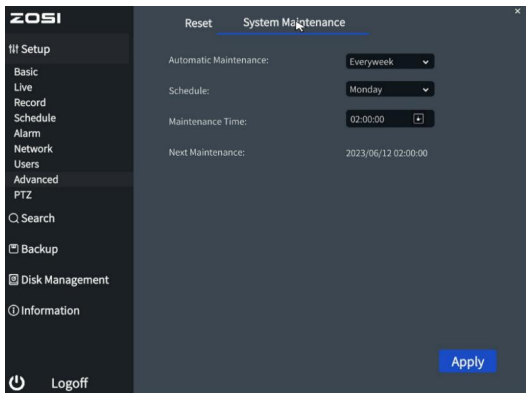 ZOSI
Setup
Basic
Live
Record
Schedule
Alarm
Network
Users
Advanced
PTZ
Search
Backup
Disk Management
Information
Logoff
Reset System Maintenance
Automatic Maintenance: Everyweek
Schedule: Monday
Maintenance Time: 02:00:00
Next Maintenance: 2023/06/12 02:00:00
Apply